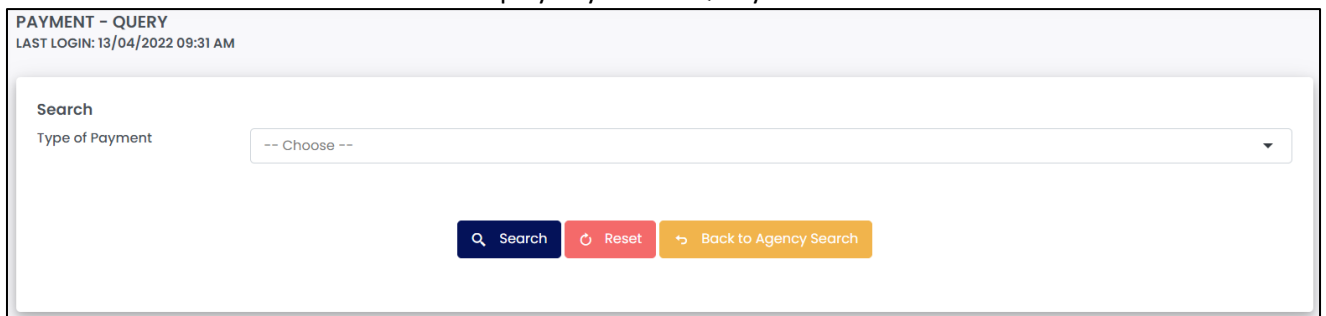 PAYMENT - QUERY
LAST LOGIN: 13/04/2022 09:31 AM
Search
Type of Payment
-- Choose --
Search Reset Back to Agency Search